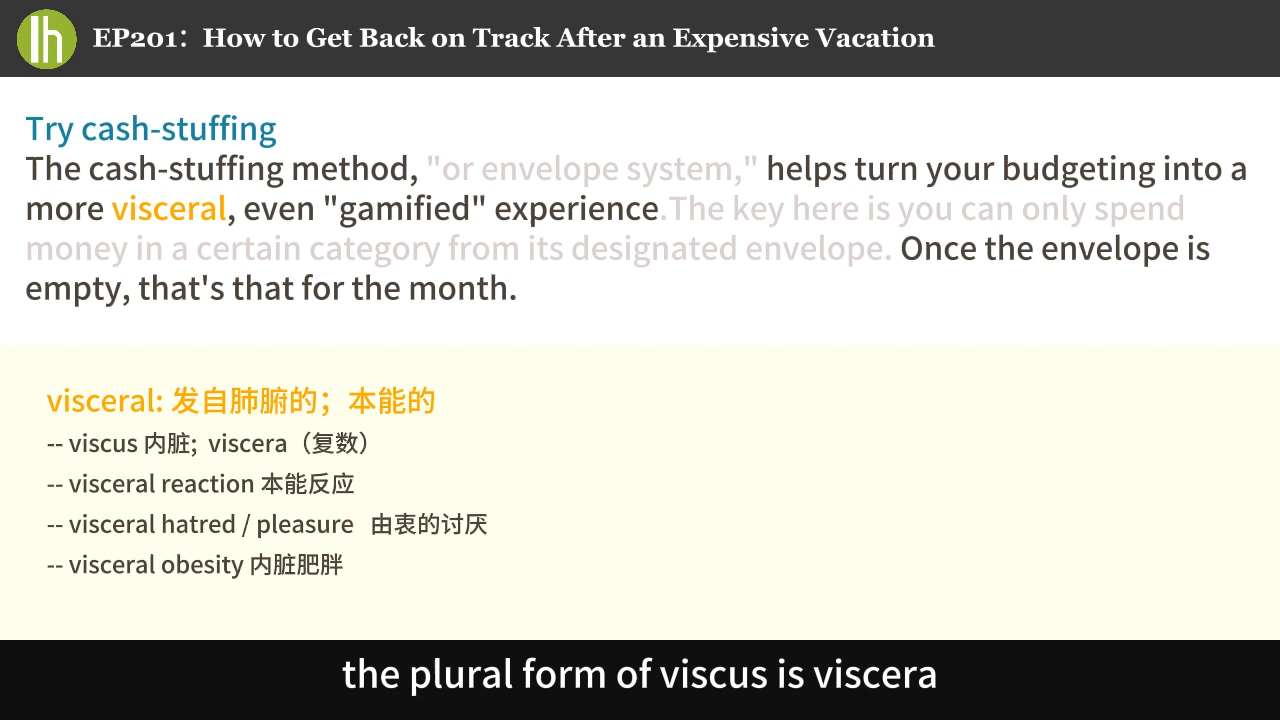 lh
EP201: How to Get Back on Track After an Expensive Vacation
Try cash-stuffing
The cash-stuffing method, "or envelope system," helps turn your budgeting into a
more visceral, even "gamified" experience.The key here is you can only spend
money in a certain category from its designated envelope. Once the envelope is
empty, that's that for the month.
visceral: 发自肺腑的；本能的
-- viscus 内脏; viscera（复数）
-- visceral reaction 本能反应
-- visceral hatred / pleasure 由衷的讨厌
-- visceral obesity 内脏肥胖
the plural form of viscus is viscera